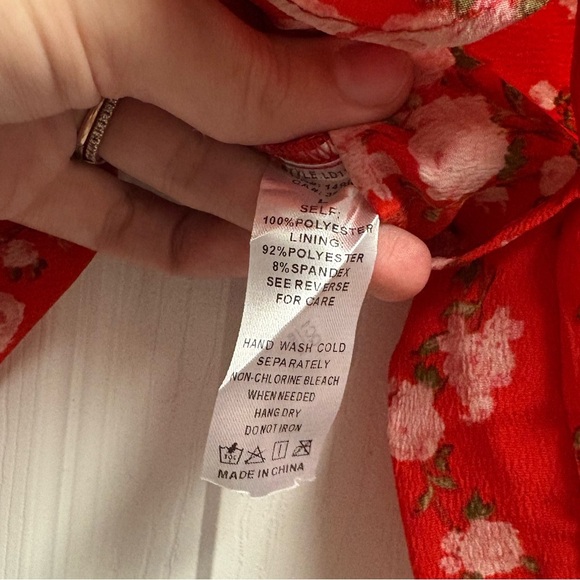 SELF:
100%POLYESTER
LINING:
92%POLYESTER
8%SPANDEX
SEE REVERSE
FOR CARE
HAND WASH COLD
SEPARATELY
NON-CHLORINE BLEACH
WHEN NEEDED
HANG DRY
DO NOT IRON
MADE IN CHINA